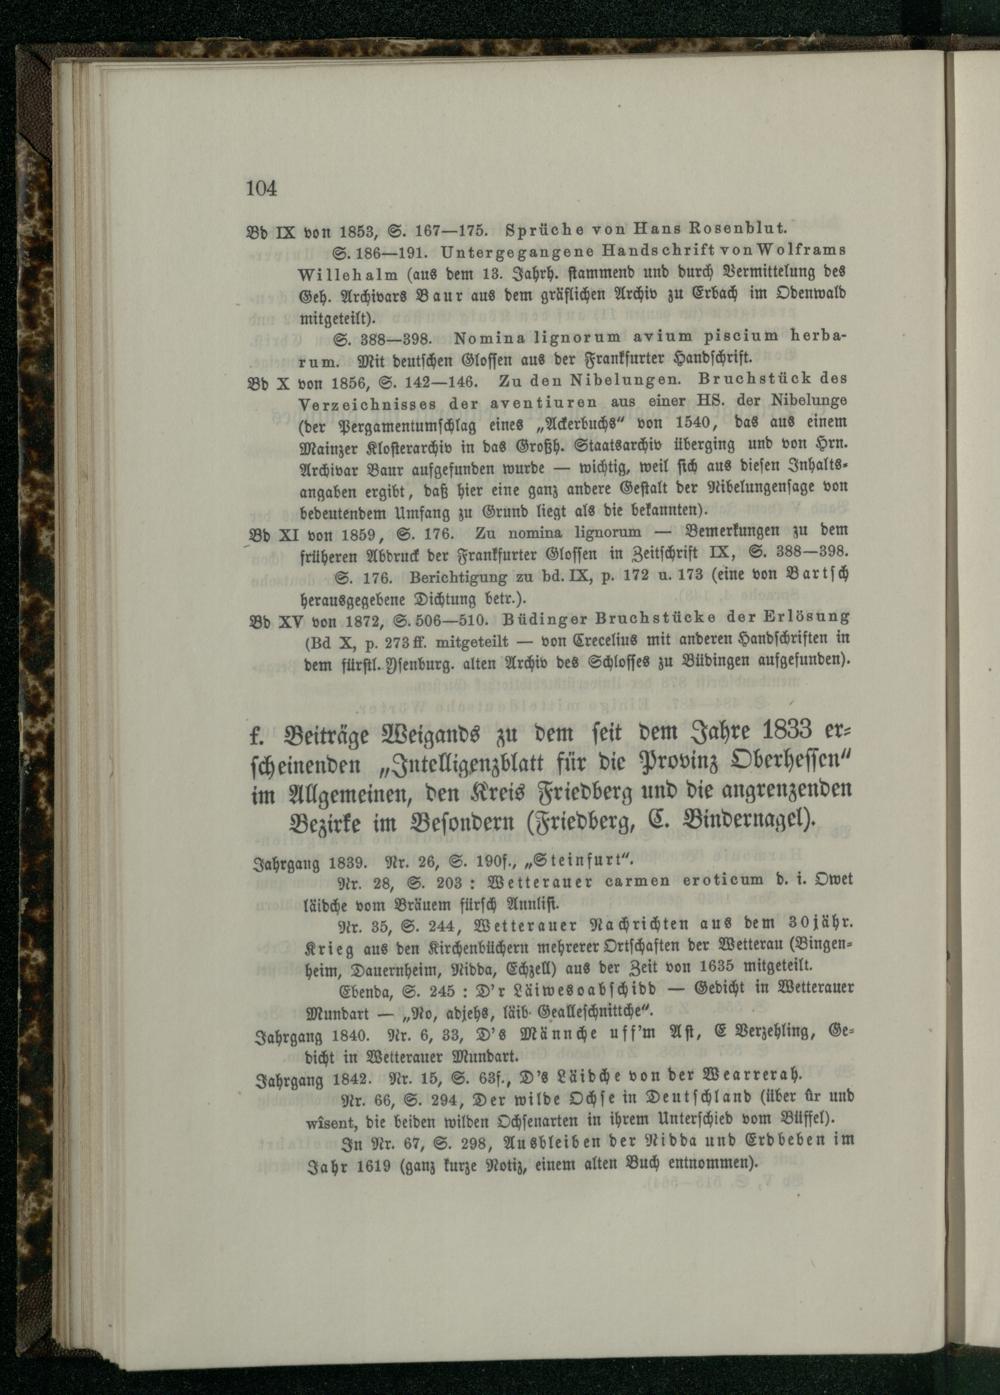 104
Bd IX von 1853, S. 167—175. Sprüche von Hans Rosenblut.
S. 186—191. Untergegangene Handschrift von Wolframs
Willehalm (aus dem 13. Jahrh. stammend und durch Vermittelung des
Geh. Archivars Baur aus dem gräflichen Archiv zu Erbach im Odenwald
mitgeteilt).
S. 388—398. Nomina lignorum avium piscium herba-
rum. Mit deutschen Glossen aus der Frankfurter Handschrift.
Bd X von 1856, S. 142—146. Zu den Nibelungen. Bruchstück des
Verzeichnisses der aventiuren aus einer HS. der Nibelunge
(der Pergamentumschlag eines „Ackerbuchs“ von 1540, das aus einem
Mainzer Klosterarchiv in das Großh. Staatsarchiv überging und von Hrn.
Archivar Baur aufgefunden wurde — wichtig, weil sich aus diesen Inhalts-
angaben ergibt, daß hier eine ganz andere Gestalt der Nibelungensage von
bedeutendem Umfang zu Grund liegt als die bekannten).
Bd XI von 1859, S. 176. Zu nomina lignorum — Bemerkungen zu dem
früheren Abdruck der Frankfurter Glossen in Zeitschrift IX, S. 388—398.
S. 176. Berichtigung zu bd. IX, p. 172 u. 173 (eine von Bartsch
herausgegebene Dichtung betr.).
Bd XV von 1872, S. 506—510. Büdinger Bruchstücke der Erlösung
(Bd X, p. 273 ff. mitgeteilt — von Crecelius mit anderen Handschriften in
dem fürstl. Ysenburg. alten Archiv des Schlosses zu Büdingen aufgefunden).
f. Beiträge Weigands zu dem seit dem Jahre 1833 er-
scheinenden „Intelligenzblatt für die Provinz Oberhessen“
im Allgemeinen, den Kreis Friedberg und die angrenzenden
Bezirke im Besondern (Friedberg, C. Bindernagel).
Jahrgang 1839. Nr. 26, S. 190f., „Steinfurt“.
Nr. 28, S. 203 : Wetterauer carmen eroticum d. i. Owet
läidche vom Bräuem fürsch Annlist.
Nr. 35, S. 244, Wetterauer Nachrichten aus dem 30jähr.
Krieg aus den Kirchenbüchern mehrerer Ortschaften der Wetterau (Bingen-
heim, Dauernheim, Nidda, Echzell) aus der Zeit von 1635 mitgeteilt.
Ebenda, S. 245 : D'r Läiwesoabschidd — Gedicht in Wetterauer
Mundart — „No, adjehs, läib Gealleschnittche“.
Jahrgang 1840. Nr. 6, 33, D's Männche uff'm Ast, E Verzehling, Ge-
dicht in Wetterauer Mundart.
Jahrgang 1842. Nr. 15, S. 63f., D's Läidche von der Wearrerah.
Nr. 66, S. 294, Der wilde Ochse in Deutschland (über ûr und
wîsent, die beiden wilden Ochsenarten in ihrem Unterschied vom Büffel).
In Nr. 67, S. 298, Ausbleiben der Nidda und Erdbeben im
Jahr 1619 (ganz kurze Notiz, einem alten Buch entnommen).